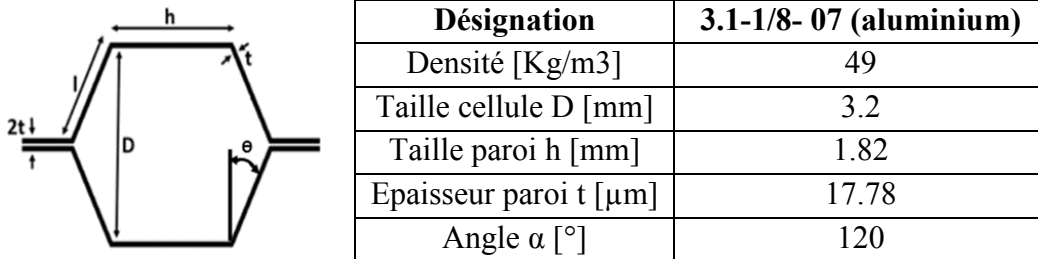 h
l
t
2t
D
θ
Désignation 3.1-1/8- 07 (aluminium)
Densité [Kg/m3] 49
Taille cellule D [mm] 3.2
Taille paroi h [mm] 1.82
Epaisseur paroi t [µm] 17.78
Angle α [°] 120